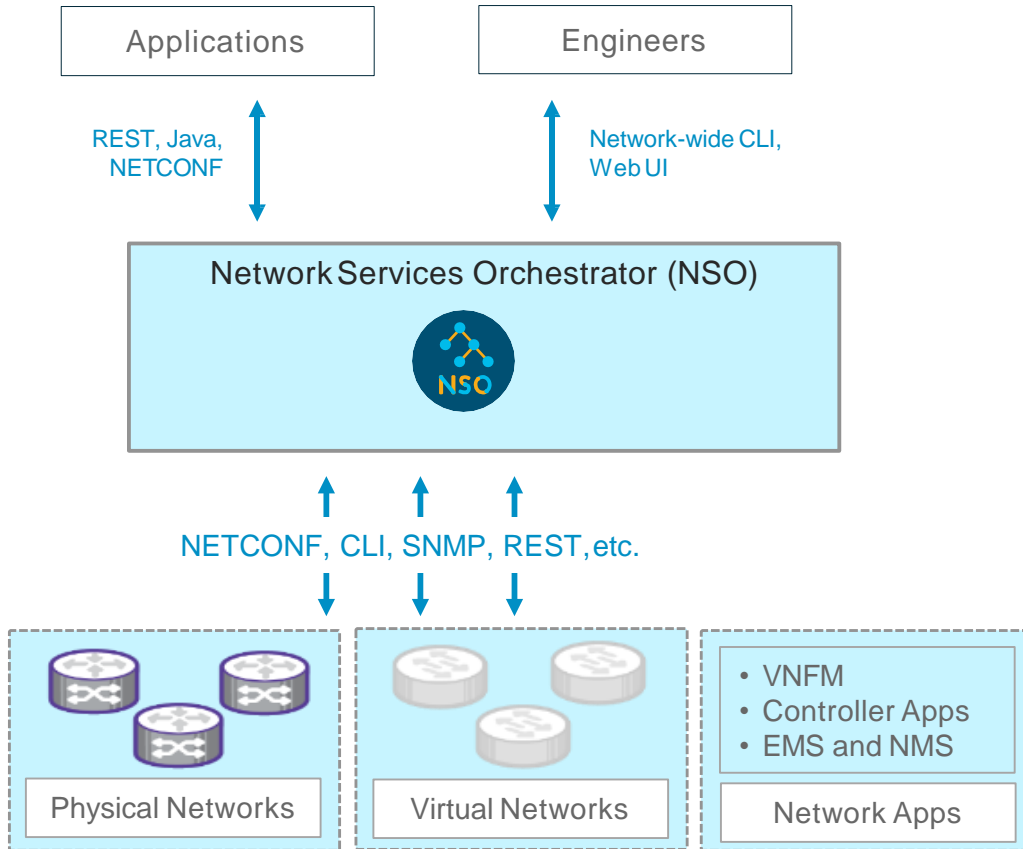 Applications
Engineers
REST, Java,
NETCONF
Network-wide CLI,
Web UI
Network Services Orchestrator (NSO)
NSO
NETCONF, CLI, SNMP, REST, etc.
• VNFM
• Controller Apps
• EMS and NMS
Physical Networks
Virtual Networks
Network Apps